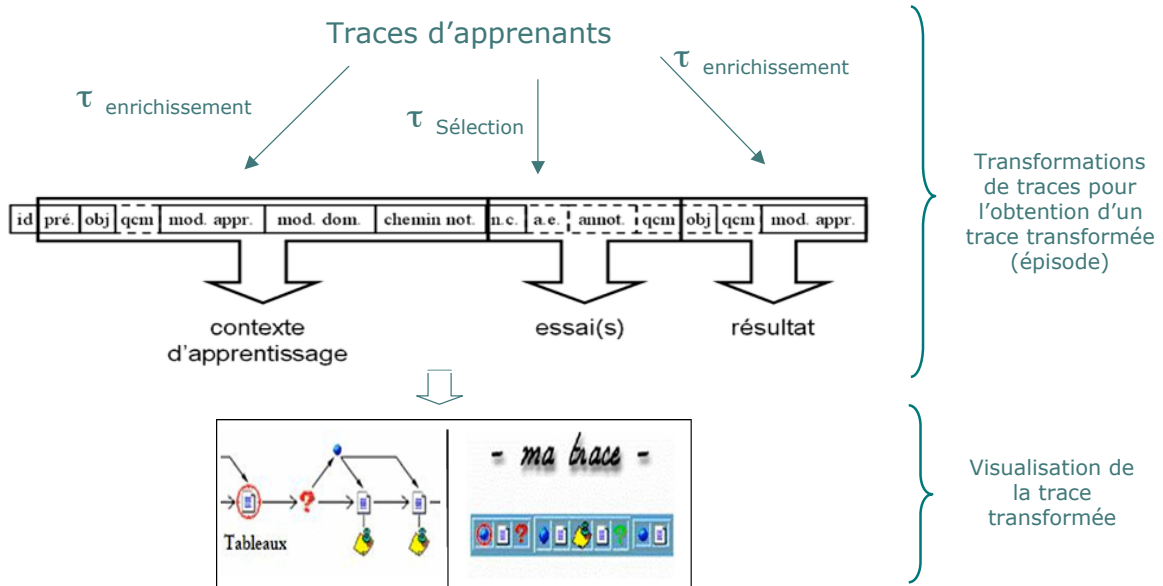 Traces d’apprenants
τ enrichissement
τ Sélection
τ enrichissement
id pré. obj qcm mod. appr. mod. dom. chemin not. n.c. a.e. annot. qcm obj qcm mod. appr.
contexte
d'apprentissage
essai(s)
résultat
Transformations
de traces pour
l’obtention d’un
trace transformée
(épisode)
Tableaux
- ma trace -
Visualisation de
la trace
transformée